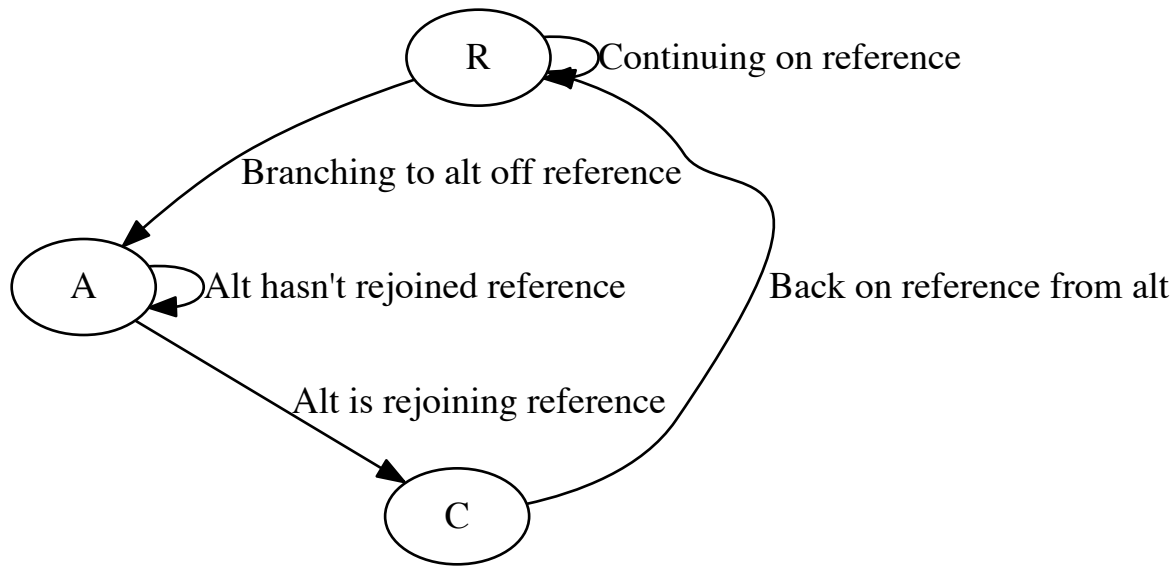 R
Continuing on reference
Branching to alt off reference
A
Alt hasn't rejoined reference
Back on reference from alt
Alt is rejoining reference
C